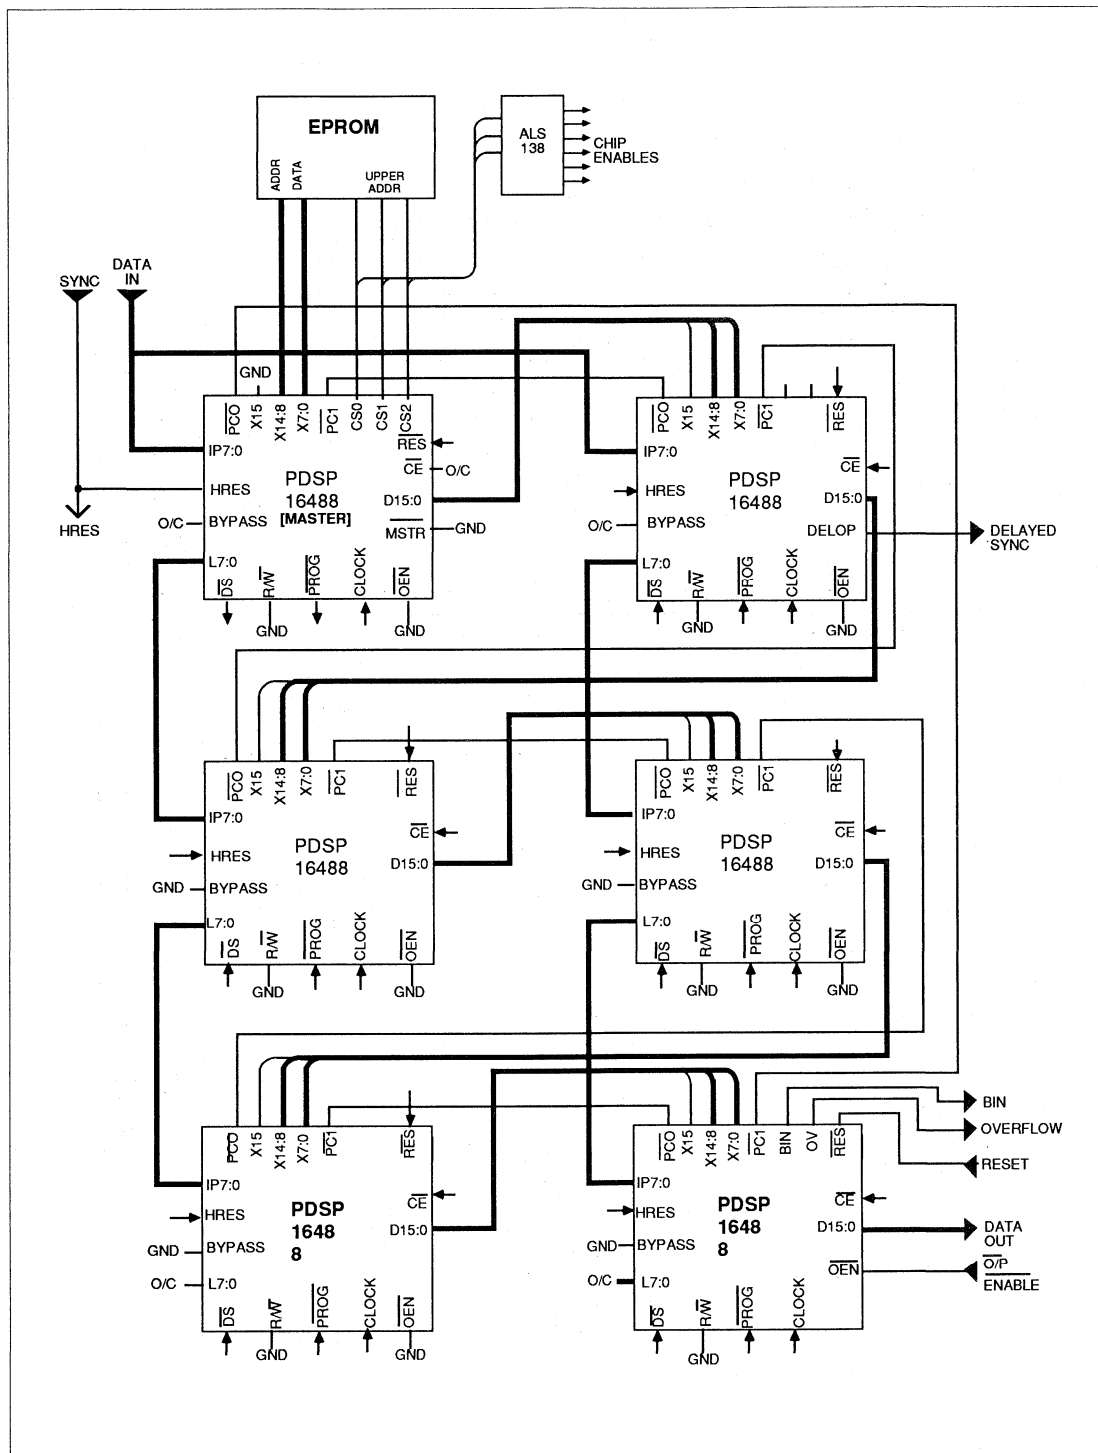 EPROM
ADDR
DATA
UPPER
ADDR
ALS
138
CHIP
ENABLES
SYNC
DATA
IN
HRES
GND
PCO
X15
X14:8
X7:0
PC1
CS0
CS1
CS2
RES
IP7:0
CE
O/C
PDSP
16488
[MASTER]
HRES
D15:0
O/C
BYPASS
MSTR
GND
L7:0
DS
R/W
PROG
CLOCK
OEN
GND
GND
PCO
X15
X14:8
X7:0
PC1
RES
IP7:0
CE
PDSP
16488
HRES
D15:0
O/C
BYPASS
DELOP
DELAYED
SYNC
L7:0
DS
R/W
PROG
CLOCK
OEN
GND
GND
PCO
X15
X14:8
X7:0
PC1
RES
IP7:0
CE
PDSP
16488
HRES
D15:0
GND
BYPASS
L7:0
DS
R/W
PROG
CLOCK
OEN
GND
GND
PCO
X15
X14:8
X7:0
PC1
RES
IP7:0
CE
PDSP
16488
HRES
D15:0
GND
BYPASS
L7:0
DS
R/W
PROG
CLOCK
OEN
GND
GND
PCO
X15
X14:8
X7:0
PC1
RES
IP7:0
CE
PDSP
1648
8
HRES
D15:0
GND
BYPASS
O/C
L7:0
DS
R/W
PROG
CLOCK
OEN
GND
GND
PCO
X15
X14:8
X7:0
PC1
BIN
OV
RES
BIN
OVERFLOW
RESET
IP7:0
CE
PDSP
1648
8
HRES
D15:0
DATA
OUT
GND
BYPASS
OEN
O/P
ENABLE
O/C
L7:0
DS
R/W
PROG
CLOCK
GND